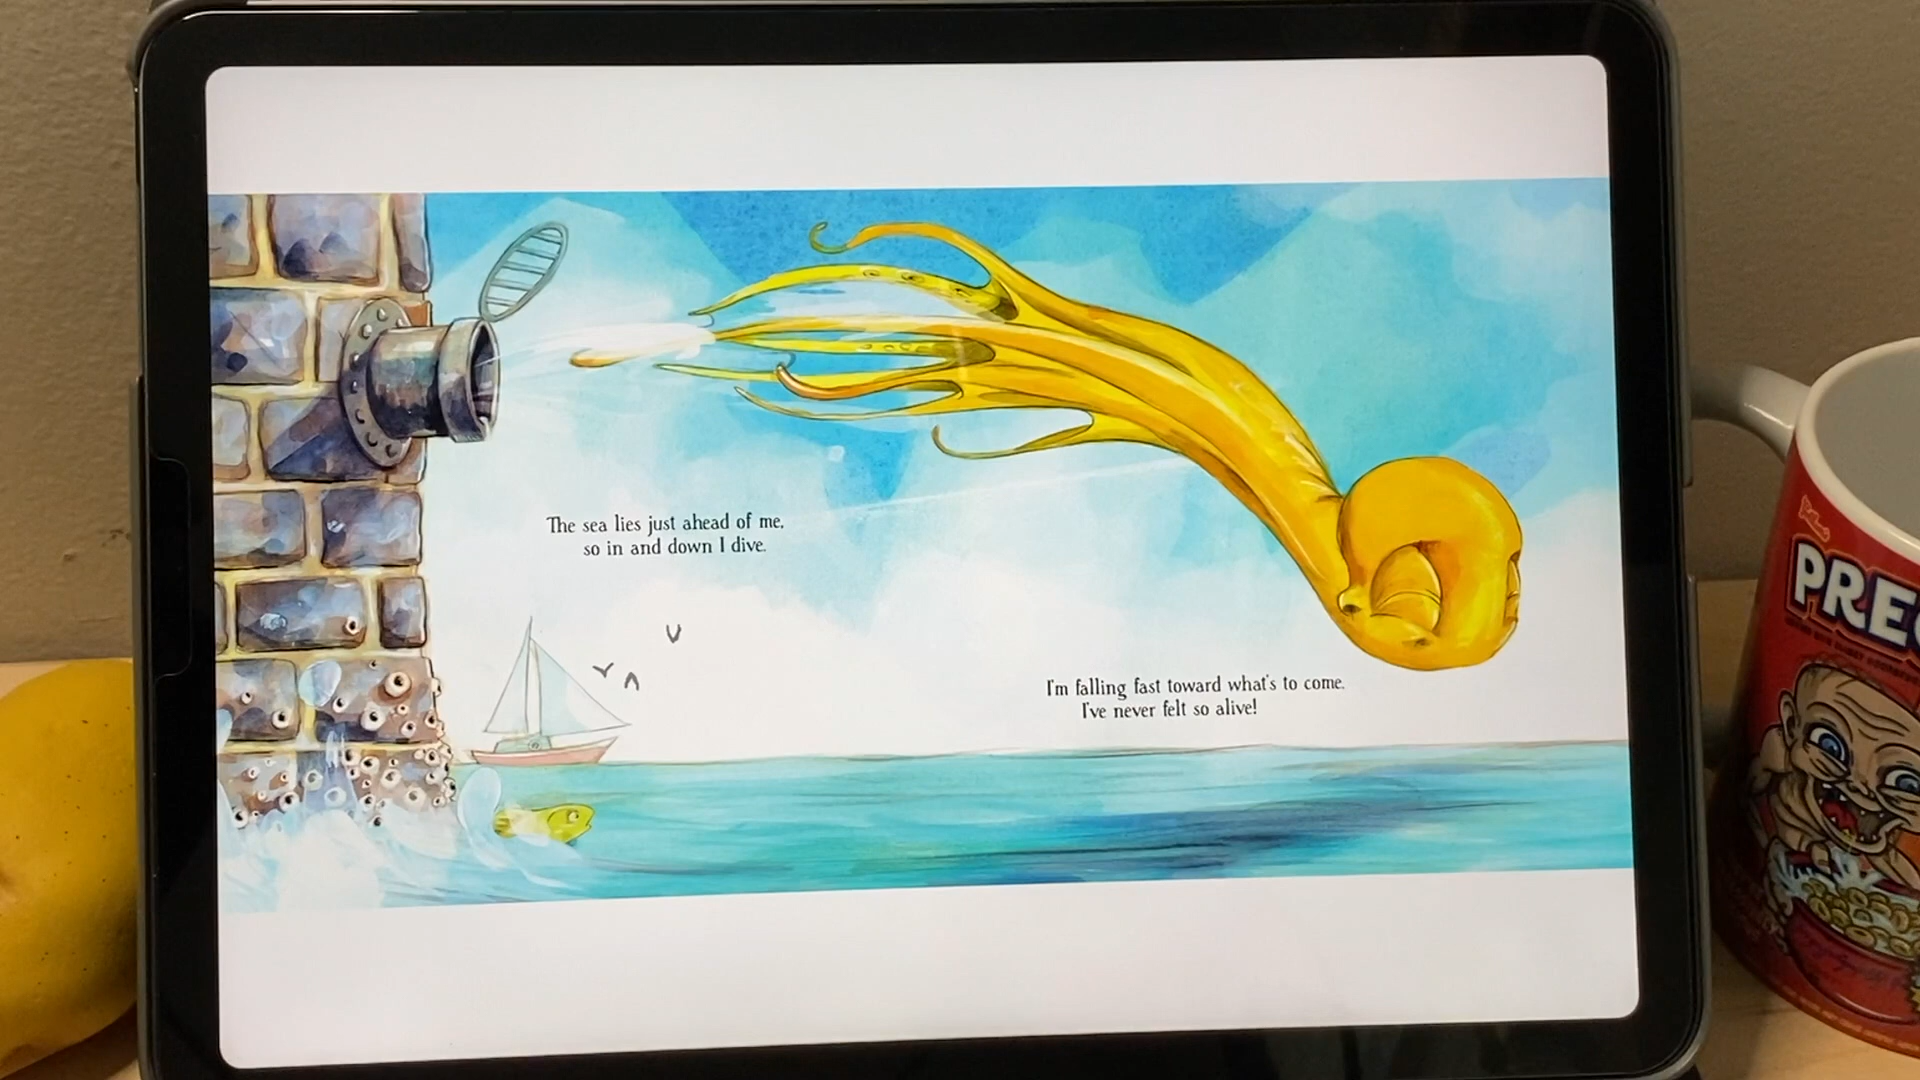 The sea lies just ahead of me,
so in and down I dive.
I'm falling fast toward what's to come.
I've never felt so alive!